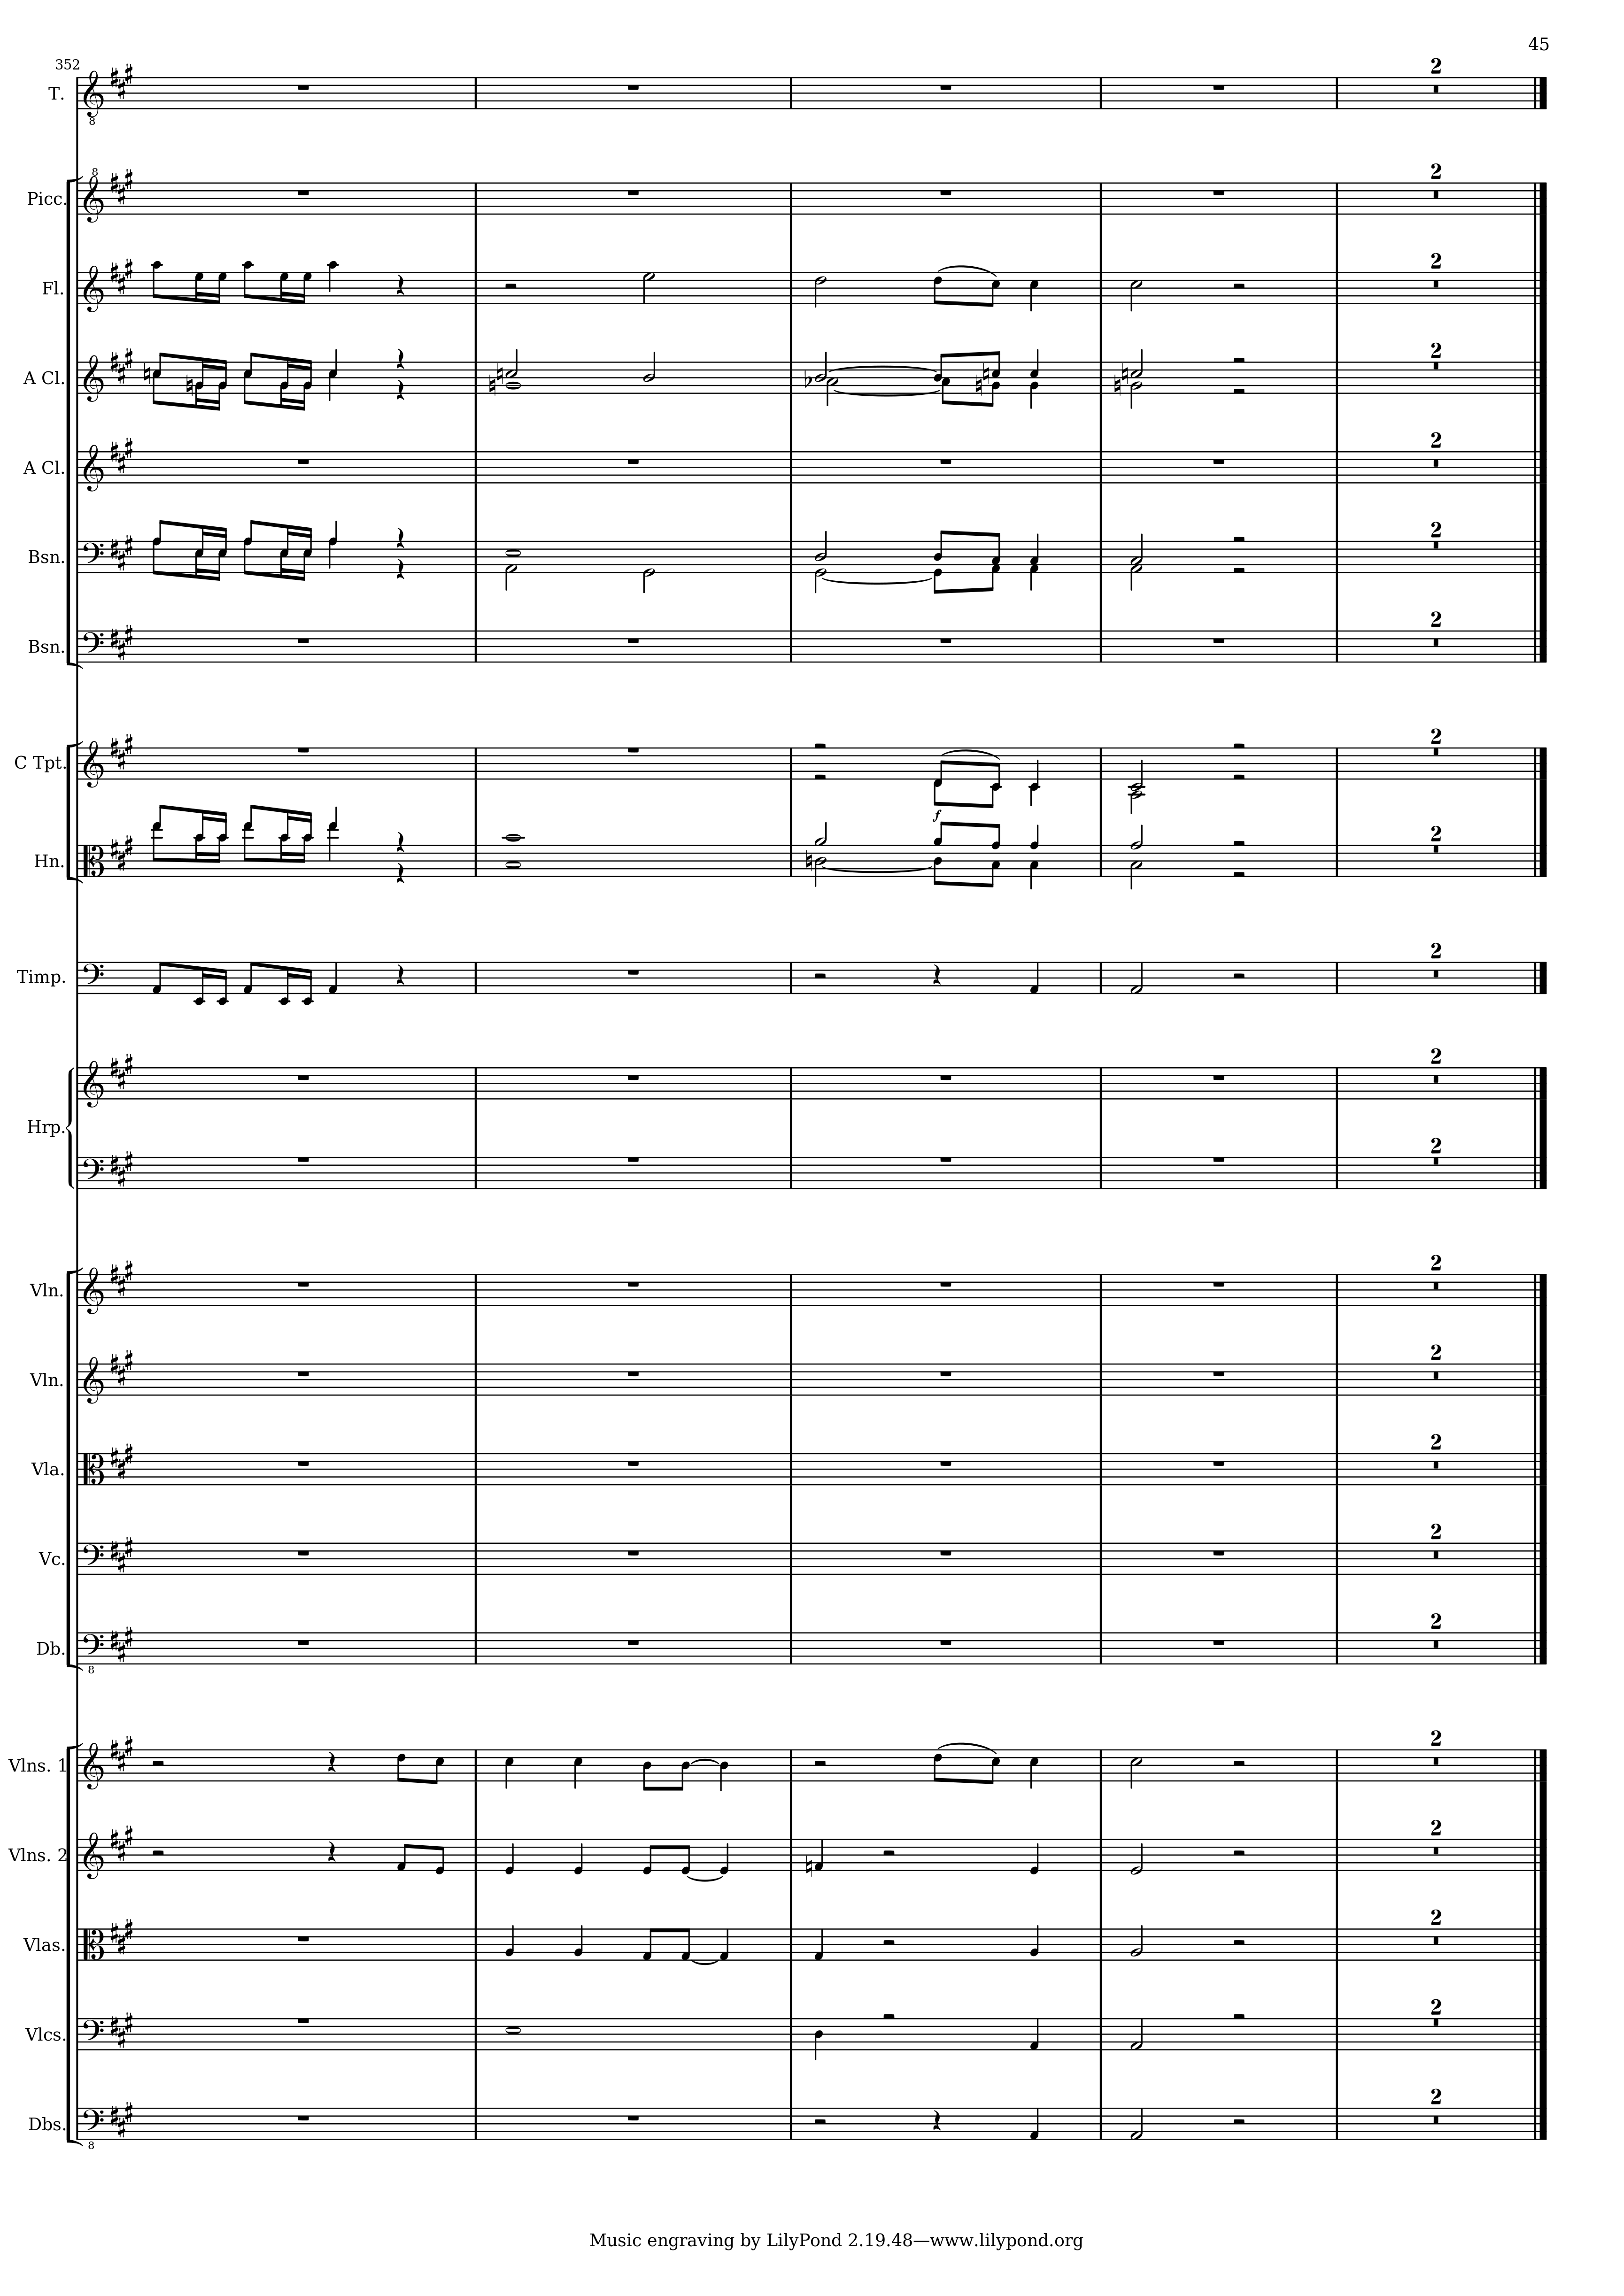 45
352
2
T.
8
8
2
Picc.
2
Fl.
2
A Cl.
2
A Cl.
2
Bsn.
2
Bsn.
2
C Tpt.
f
2
Hn.
2
Timp.
2
Hrp.
2
2
Vln.
2
Vln.
2
Vla.
2
Vc.
2
Db.
8
2
Vlns. 1
2
Vlns. 2
2
Vlas.
2
Vlcs.
2
Dbs.
8
Music engraving by LilyPond 2.19.48—www.lilypond.org